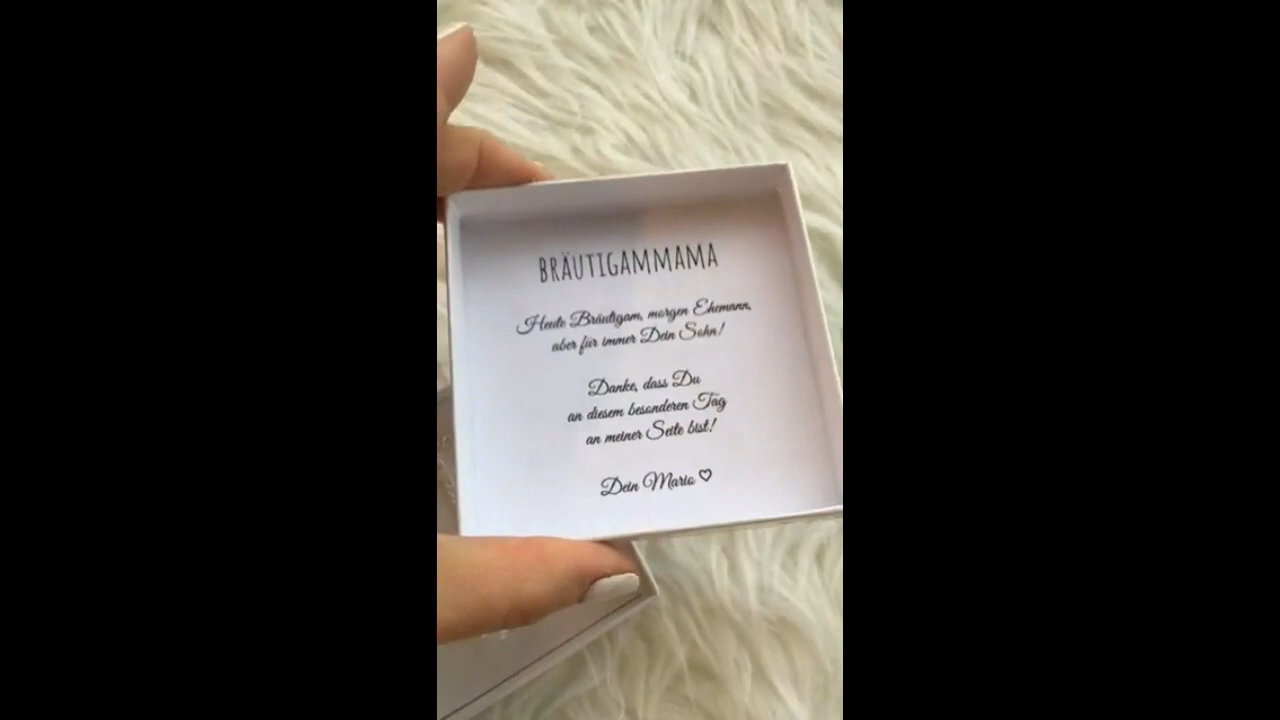 BRÄUTIGAMMAMA
Heute Bräutigam, morgen Ehemann,
aber für immer Dein Sohn!
Danke, dass Du
an diesem besonderen Tag
an meiner Seite bist!
Dein Mario ♡